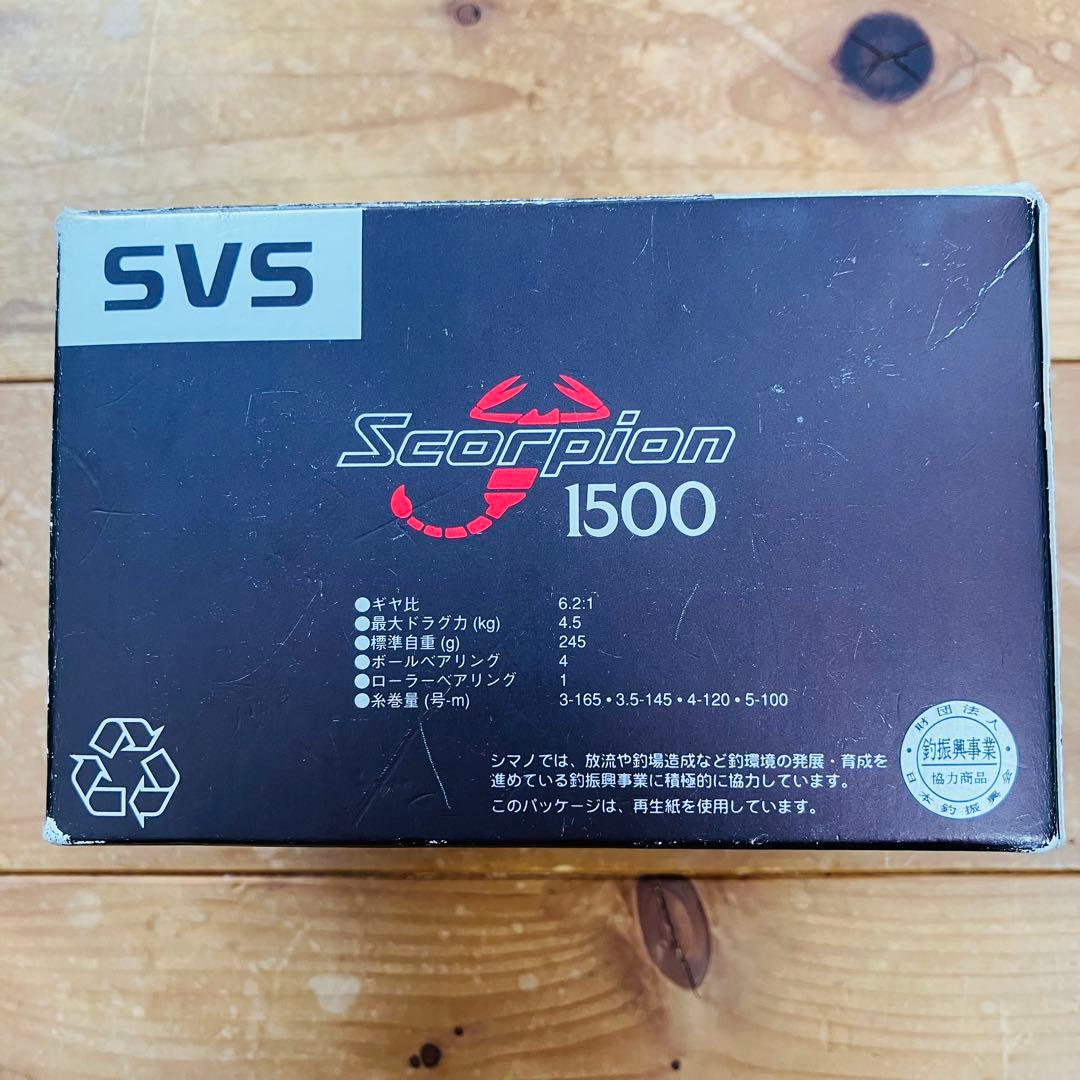 SVS
Scorpion
1500
●ギヤ比 6.2:1
●最大ドラグ力 (kg) 4.5
●標準自重 (g) 245
●ボールベアリング 4
●ローラーベアリング 1
●糸巻量 (号-m) 3-165・3.5-145・4-120・5-100
シマノでは、放流や釣場造成など釣環境の発展・育成を
進めている釣振興事業に積極的に協力しています。
このパッケージは、再生紙を使用しています。
財団法人
釣振興事業
協力商品
日本釣振興会